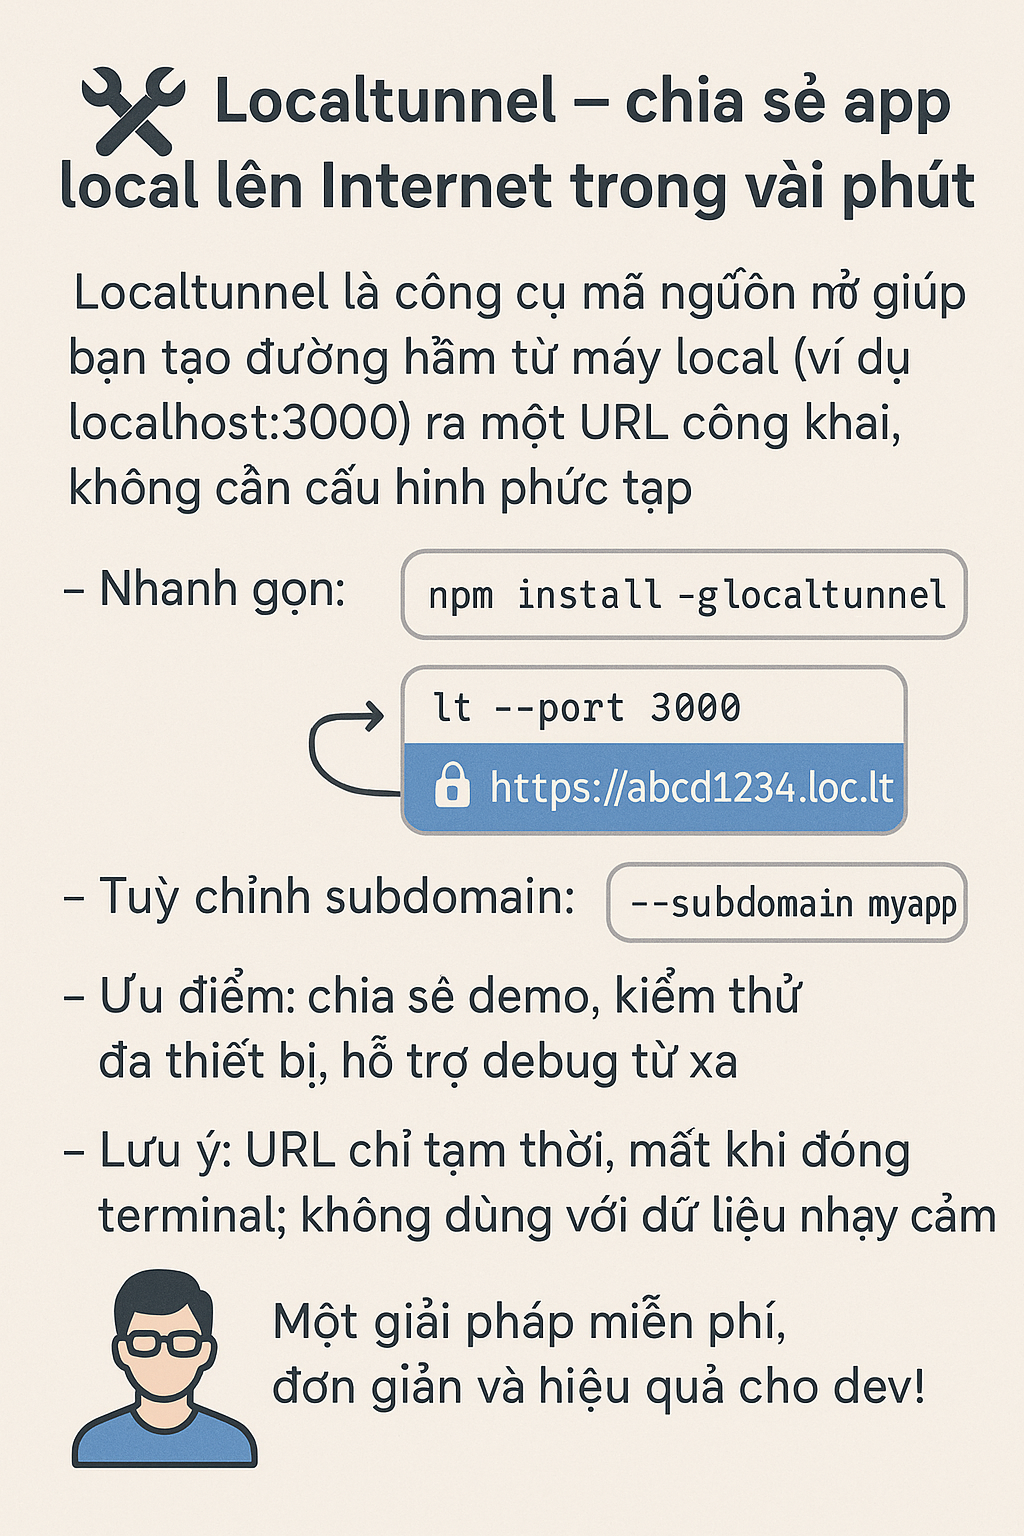 Localtunnel – chia sẻ app
local lên Internet trong vài phút
Localtunnel là công cụ mã nguồn mở giúp
bạn tạo đường hầm từ máy local (ví dụ
localhost:3000) ra một URL công khai,
không cần cấu hinh phức tạp
– Nhanh gọn:
npm install -glocaltunnel
lt --port 3000
https://abcd1234.loc.lt
– Tuỳ chỉnh subdomain:
--subdomain myapp
– Ưu điểm: chia sê demo, kiểm thử
đa thiết bị, hỗ trợ debug từ xa
– Lưu ý: URL chỉ tạm thời, mất khi đóng
terminal; không dùng với dữ liệu nhạy cảm
Một giải pháp miễn phí,
đơn giản và hiệu quả cho dev!